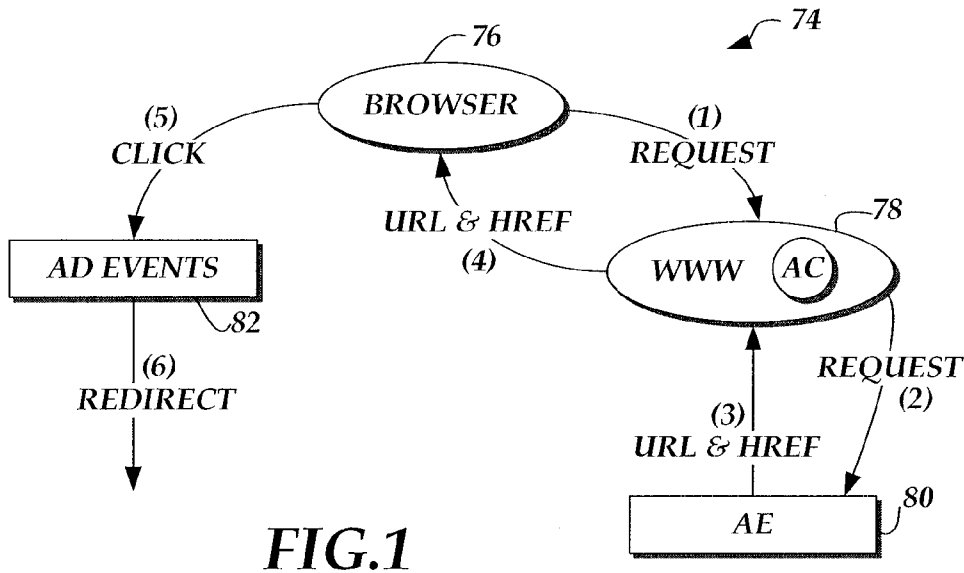 74
76
BROWSER
(5)
CLICK
(1)
REQUEST
URL & HREF
(4)
78
WWW
AC
AD EVENTS
82
(6)
REDIRECT
REQUEST
(2)
(3)
URL & HREF
AE
80
FIG.1